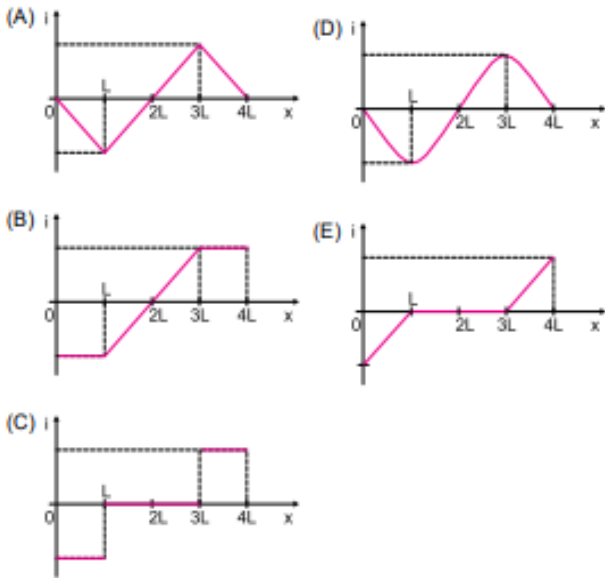 (A) i
L
0 2L 3L 4L x
(B) i
L
0 2L 3L 4L x
(C) i
L
0 2L 3L 4L x
(D) i
L
0 2L 3L 4L x
(E) i
L
0 2L 3L 4L x